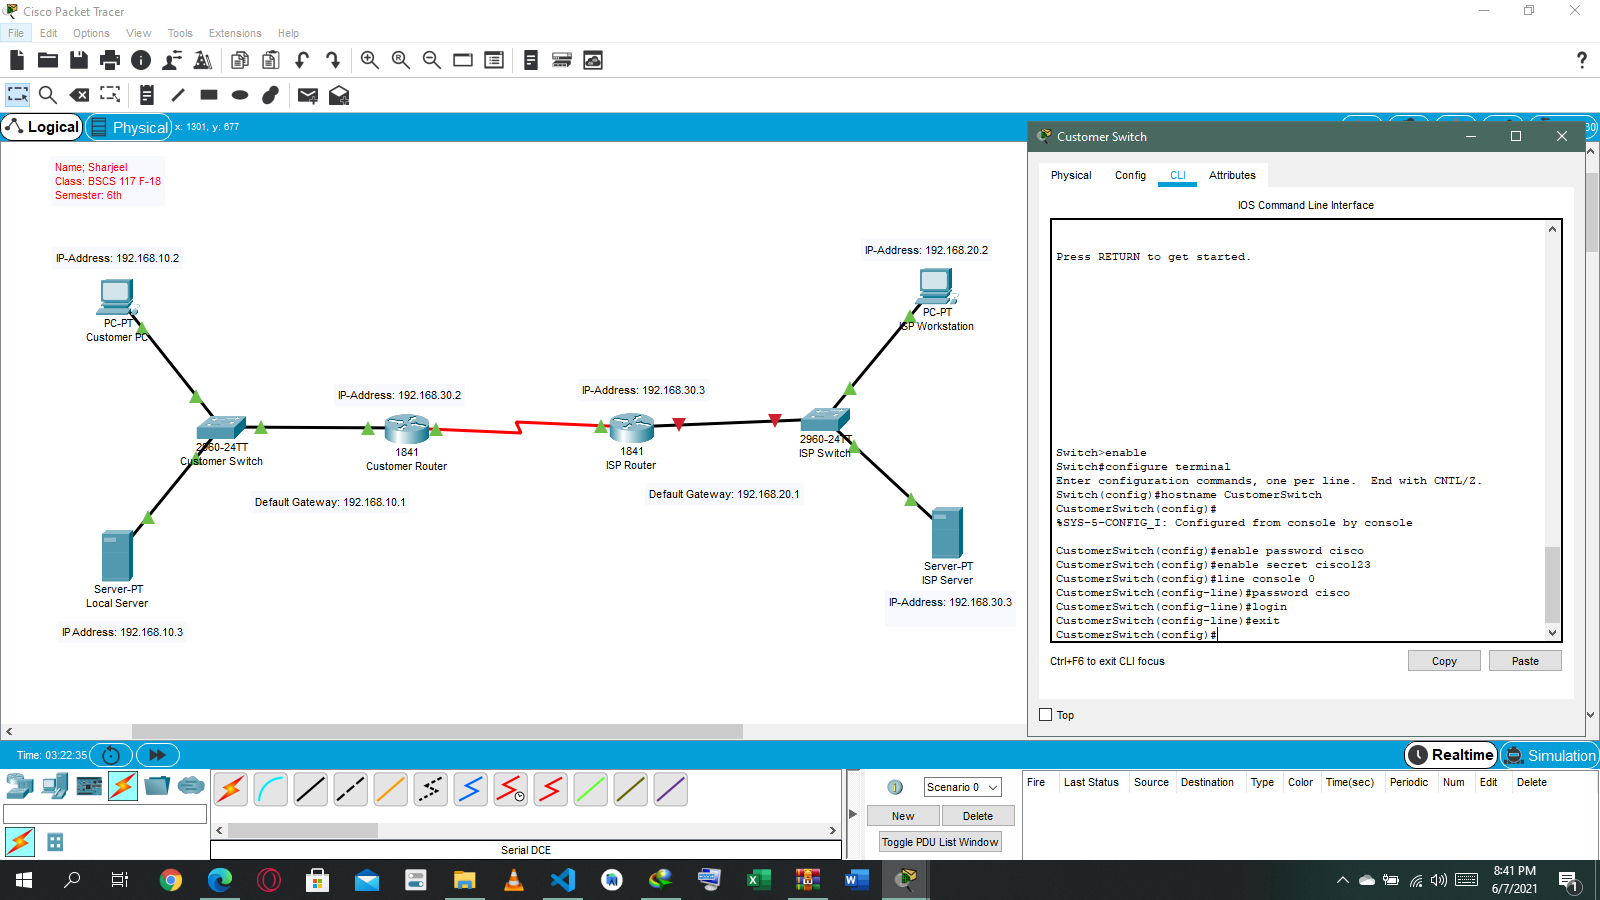 Cisco Packet Tracer
File Edit Options View Tools Extensions Help
Logical Physical x: 1301, y: 677
Name; Sharjeel
Class: BSCS 117 F-18
Semester: 6th
IP-Address: 192.168.10.2
PC-PT
Customer PC
IP-Address: 192.168.20.2
PC-PT
ISP Workstation
IP-Address: 192.168.30.2
IP-Address: 192.168.30.3
2960-24TT
Customer Switch
1841
Customer Router
1841
ISP Router
2960-24TT
ISP Switch
Default Gateway: 192.168.10.1
Default Gateway: 192.168.20.1
Server-PT
Local Server
IP Address: 192.168.10.3
Server-PT
ISP Server
IP-Address: 192.168.30.3
Customer Switch
Physical Config CLI Attributes
IOS Command Line Interface
Press RETURN to get started.
Switch>enable
Switch#configure terminal
Enter configuration commands, one per line.  End with CNTL/Z.
Switch(config)#hostname CustomerSwitch
CustomerSwitch(config)#
%SYS-5-CONFIG_I: Configured from console by console
CustomerSwitch(config)#enable password cisco
CustomerSwitch(config)#enable secret cisco123
CustomerSwitch(config)#line console 0
CustomerSwitch(config-line)#password cisco
CustomerSwitch(config-line)#login
CustomerSwitch(config-line)#exit
CustomerSwitch(config)#
Ctrl+F6 to exit CLI focus
Copy Paste
Top
Time: 03:22:35
Realtime Simulation
Scenario 0
New Delete
Toggle PDU List Window
Fire Last Status Source Destination Type Color Time(sec) Periodic Num Edit Delete
Serial DCE
8:41 PM
6/7/2021
1